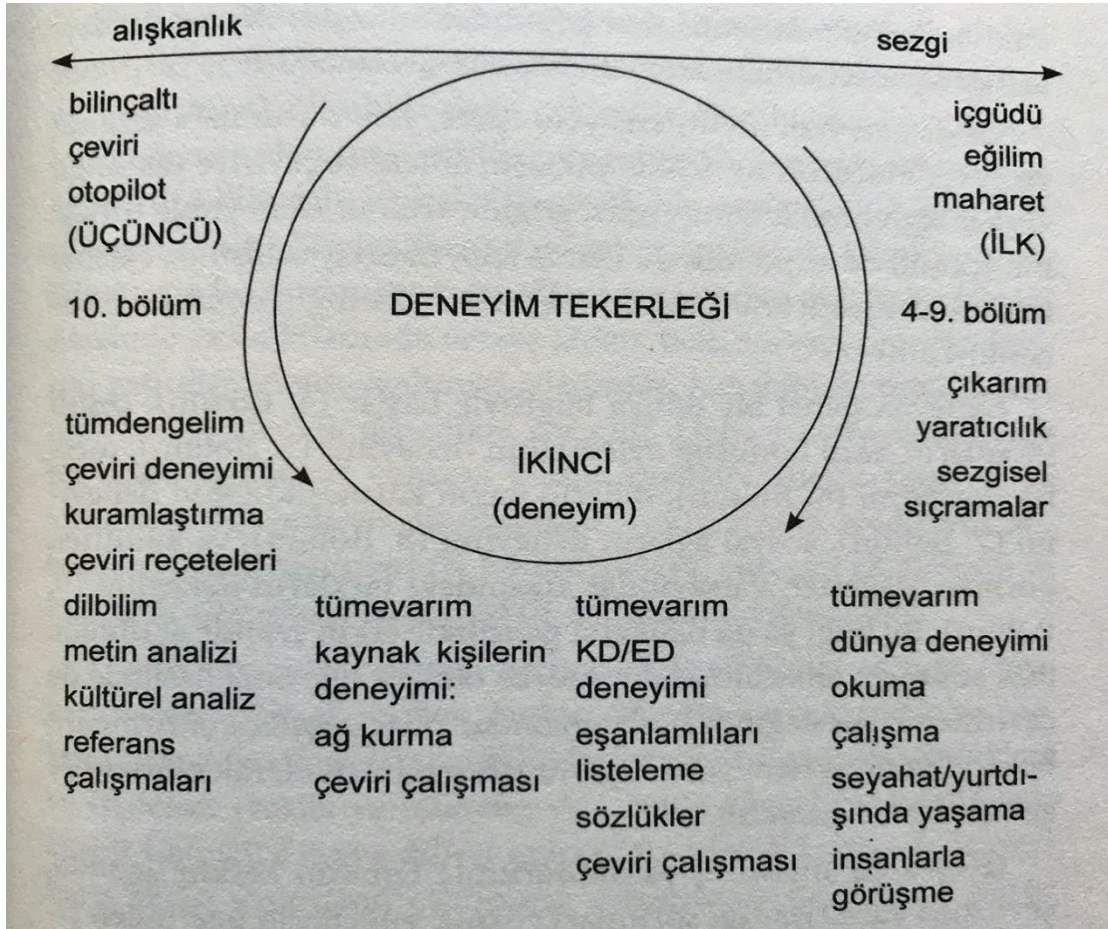 alışkanlık
sezgi
bilinçaltı
çeviri
otopilot
(ÜÇÜNCÜ)
10. bölüm
tümdengelim
çeviri deneyimi
kuramlaştırma
çeviri reçeteleri
dilbilim
metin analizi
kültürel analiz
referans
çalışmaları
DENEYİM TEKERLEĞİ
İKİNCİ
(deneyim)
tümevarım
kaynak kişilerin
deneyimi:
ağ kurma
çeviri çalışması
tümevarım
KD/ED
deneyimi
eşanlamlıları
listeleme
sözlükler
çeviri çalışması
içgüdü
eğilim
maharet
(İLK)
4-9. bölüm
çıkarım
yaratıcılık
sezgisel
sıçramalar
tümevarım
dünya deneyimi
okuma
çalışma
seyahat/yurtdı-
şında yaşama
insanlarla
görüşme